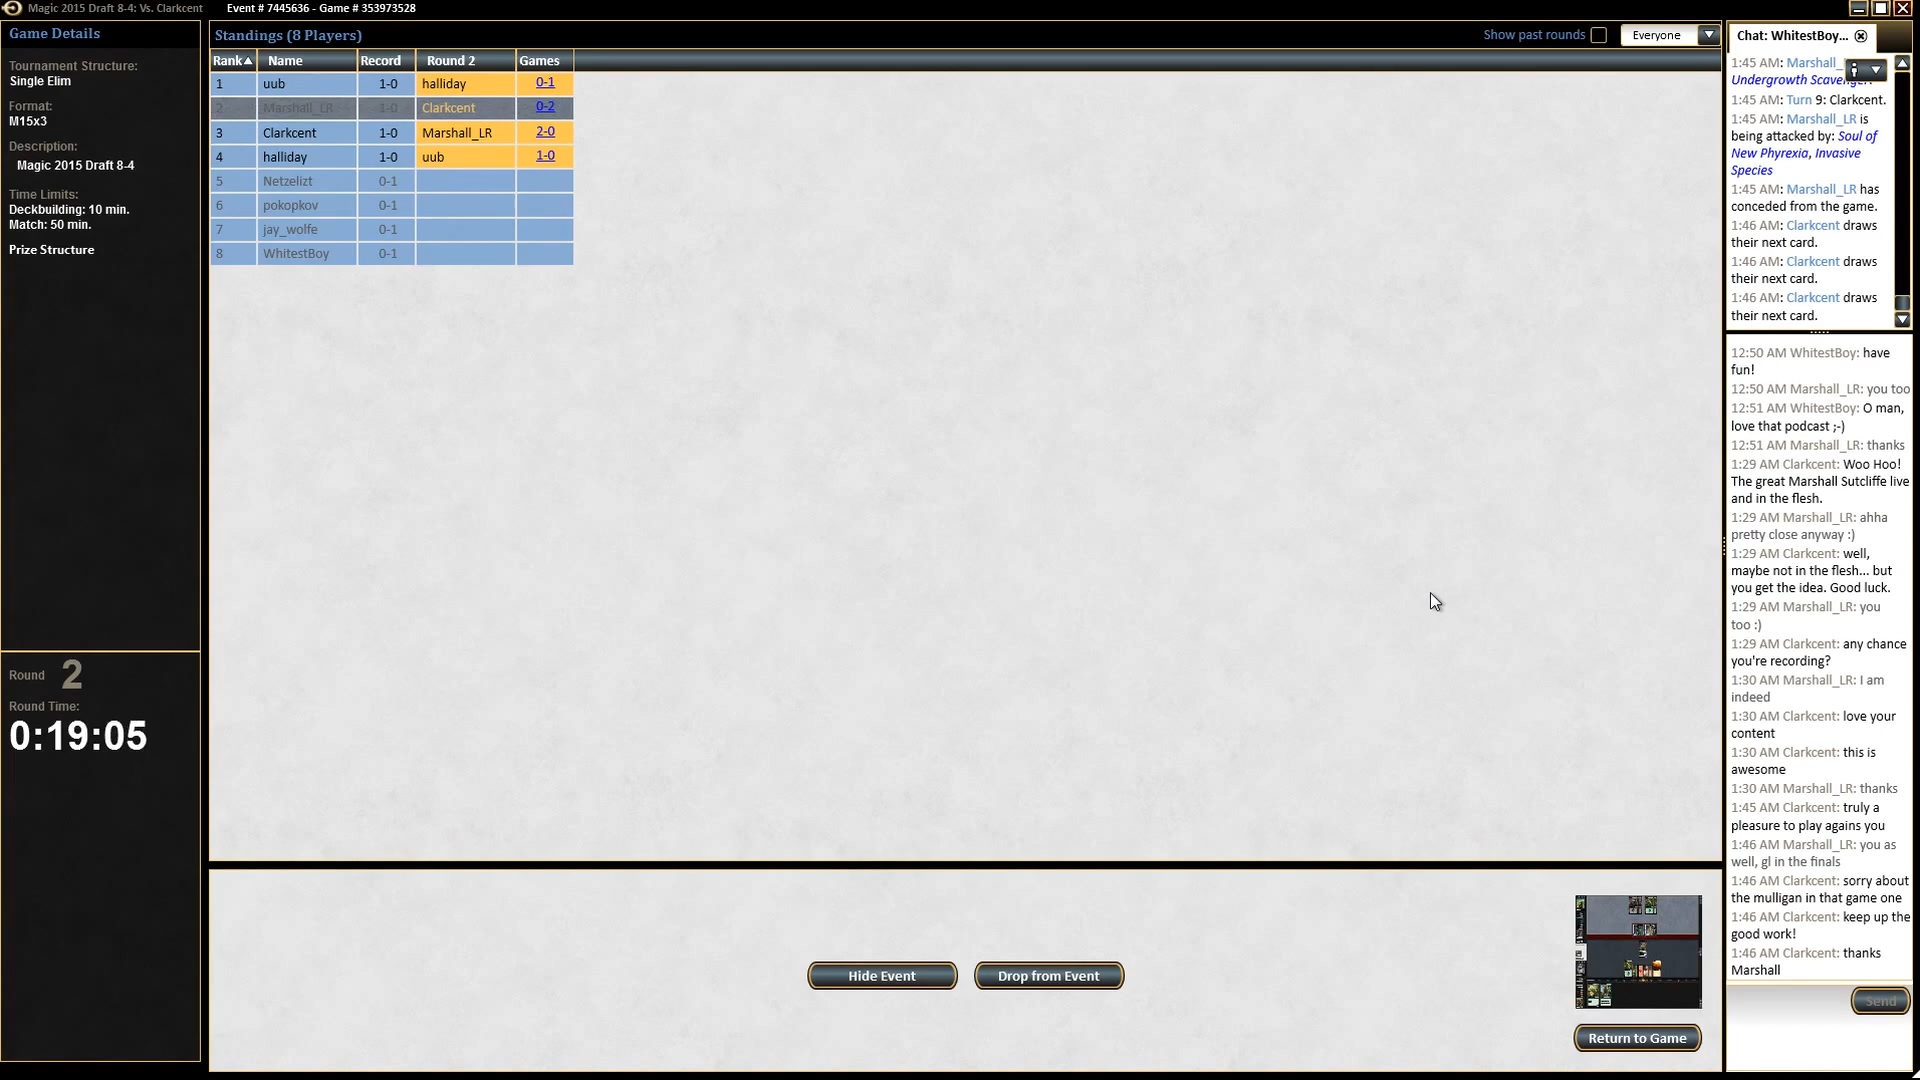 Magic 2015 Draft 8-4: Vs. Clarkcent
Event # 7445636 - Game # 353973528
Game Details
Tournament Structure:
Single Elim
Format:
M15x3
Description:
Magic 2015 Draft 8-4
Time Limits:
Deckbuilding: 10 min.
Match: 50 min.
Prize Structure
Round 2
Round Time:
0:19:05
Standings (8 Players)
Show past rounds
Everyone
Rank Name Record Round 2 Games
1 uub 1-0 halliday 0-1
2 Marshall_LR 1-0 Clarkcent 0-2
3 Clarkcent 1-0 Marshall_LR 2-0
4 halliday 1-0 uub 1-0
5 Netzelizt 0-1
6 pokopkov 0-1
7 jay_wolfe 0-1
8 WhitestBoy 0-1
Hide Event
Drop from Event
Return to Game
Chat: WhitestBoy...
1:45 AM: Marshall_
Undergrowth Scavenger.
1:45 AM: Turn 9: Clarkcent.
1:45 AM: Marshall_LR is
being attacked by: Soul of
New Phyrexia, Invasive
Species
1:45 AM: Marshall_LR has
conceded from the game.
1:46 AM: Clarkcent draws
their next card.
1:46 AM: Clarkcent draws
their next card.
1:46 AM: Clarkcent draws
their next card.
12:50 AM WhitestBoy: have
fun!
12:50 AM Marshall_LR: you too
12:51 AM WhitestBoy: O man,
love that podcast ;-)
12:51 AM Marshall_LR: thanks
1:29 AM Clarkcent: Woo Hoo!
The great Marshall Sutcliffe live
and in the flesh.
1:29 AM Marshall_LR: ahha
pretty close anyway :)
1:29 AM Clarkcent: well,
maybe not in the flesh... but
you get the idea. Good luck.
1:29 AM Marshall_LR: you
too :)
1:29 AM Clarkcent: any chance
you're recording?
1:30 AM Marshall_LR: I am
indeed
1:30 AM Clarkcent: love your
content
1:30 AM Clarkcent: this is
awesome
1:30 AM Marshall_LR: thanks
1:45 AM Clarkcent: truly a
pleasure to play agains you
1:46 AM Marshall_LR: you as
well, gl in the finals
1:46 AM Clarkcent: sorry about
the mulligan in that game one
1:46 AM Clarkcent: keep up the
good work!
1:46 AM Clarkcent: thanks
Marshall
Send